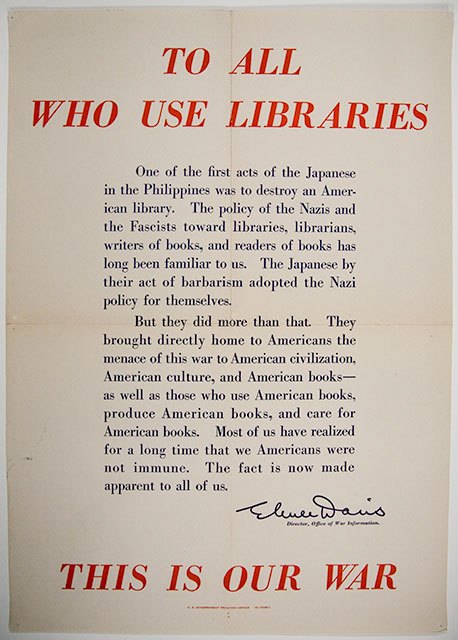 TO ALL
WHO USE LIBRARIES
One of the first acts of the Japanese
in the Philippines was to destroy an Amer-
ican library. The policy of the Nazis and
the Fascists toward libraries, librarians,
writers of books, and readers of books has
long been familiar to us. The Japanese by
their act of barbarism adopted the Nazi
policy for themselves.
But they did more than that. They
brought directly home to Americans the
menace of this war to American civilization,
American culture, and American books—
as well as those who use American books,
produce American books, and care for
American books. Most of us have realized
for a long time that we Americans were
not immune. The fact is now made
apparent to all of us.
Elmer Davis
Director, Office of War Information.
THIS IS OUR WAR
U. S. GOVERNMENT PRINTING OFFICE